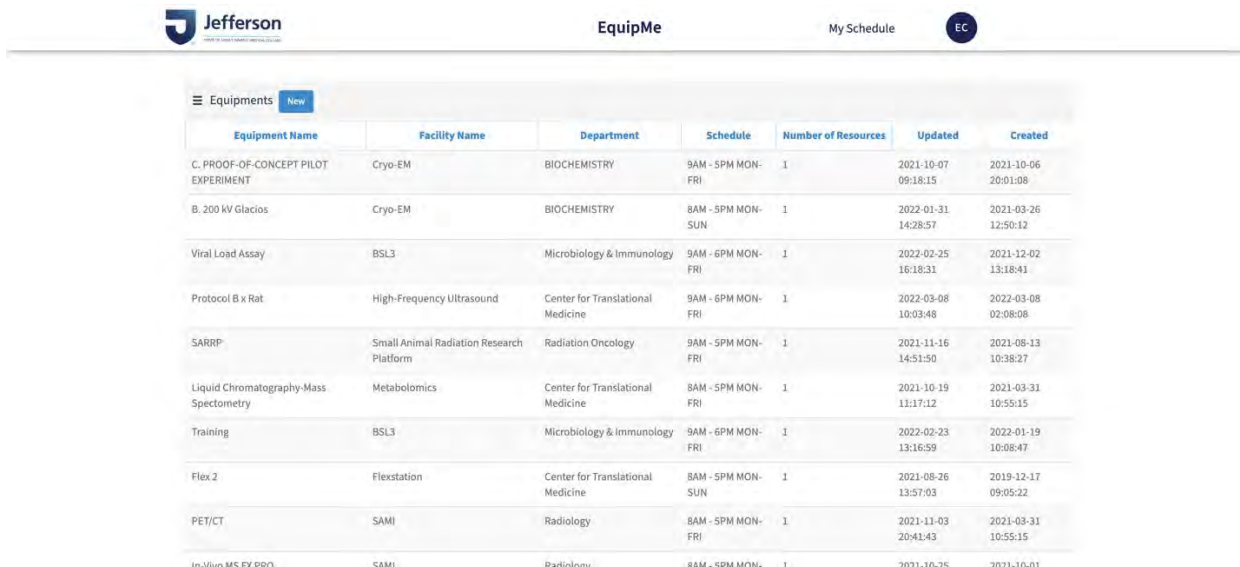 Jefferson
EquipMe
My Schedule
EC
Equipments New
Equipment Name Facility Name Department Schedule Number of Resources Updated Created
C. PROOF-OF-CONCEPT PILOT Cryo-EM BIOCHEMISTRY 9AM - 5PM MON- 1 2021-10-07 2021-10-06
EXPERIMENT FRI 09:18:15 20:01:08
B. 200 kV Glacios Cryo-EM BIOCHEMISTRY 8AM - 5PM MON- 1 2022-01-31 2021-03-26
SUN 14:28:57 12:50:12
Viral Load Assay BSL3 Microbiology & Immunology 9AM - 6PM MON- 1 2022-02-25 2021-12-02
FRI 16:18:31 13:18:41
Protocol B x Rat High-Frequency Ultrasound Center for Translational 9AM - 6PM MON- 1 2022-03-08 2022-03-08
Medicine FRI 10:03:48 02:08:08
SARRP Small Animal Radiation Research Radiation Oncology 9AM - 5PM MON- 1 2021-11-16 2021-08-13
Platform FRI 14:51:50 10:38:27
Liquid Chromatography-Mass Metabolomics Center for Translational 8AM - 5PM MON- 1 2021-10-19 2021-03-31
Spectometry Medicine FRI 11:17:12 10:55:15
Training BSL3 Microbiology & Immunology 9AM - 6PM MON- 1 2022-02-23 2022-01-19
FRI 13:16:59 10:08:47
Flex 2 Flexstation Center for Translational 8AM - 5PM MON- 1 2021-08-26 2019-12-17
Medicine SUN 13:57:03 09:05:22
PET/CT SAMI Radiology 8AM - 5PM MON- 1 2021-11-03 2021-03-31
FRI 20:41:43 10:55:15
In-Vivo MS FX PRO SAMI Radiology 8AM - 5PM MON- 1 2021-10-25 2021-10-01